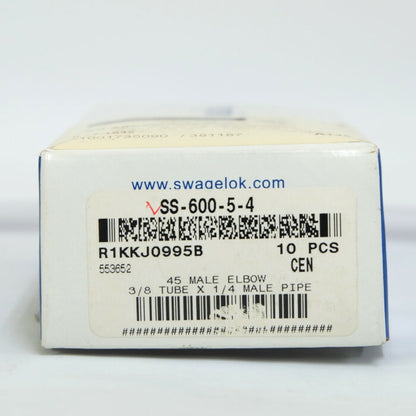 www.swagelok.com
SS-600-5-4
R1KKJ0995B 10 PCS
553652 CEN
45 MALE ELBOW
3/8 TUBE X 1/4 MALE PIPE
################################